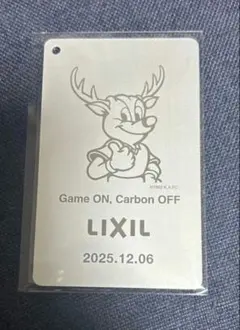 Game ON, Carbon OFF
LIXIL
2025.12.06